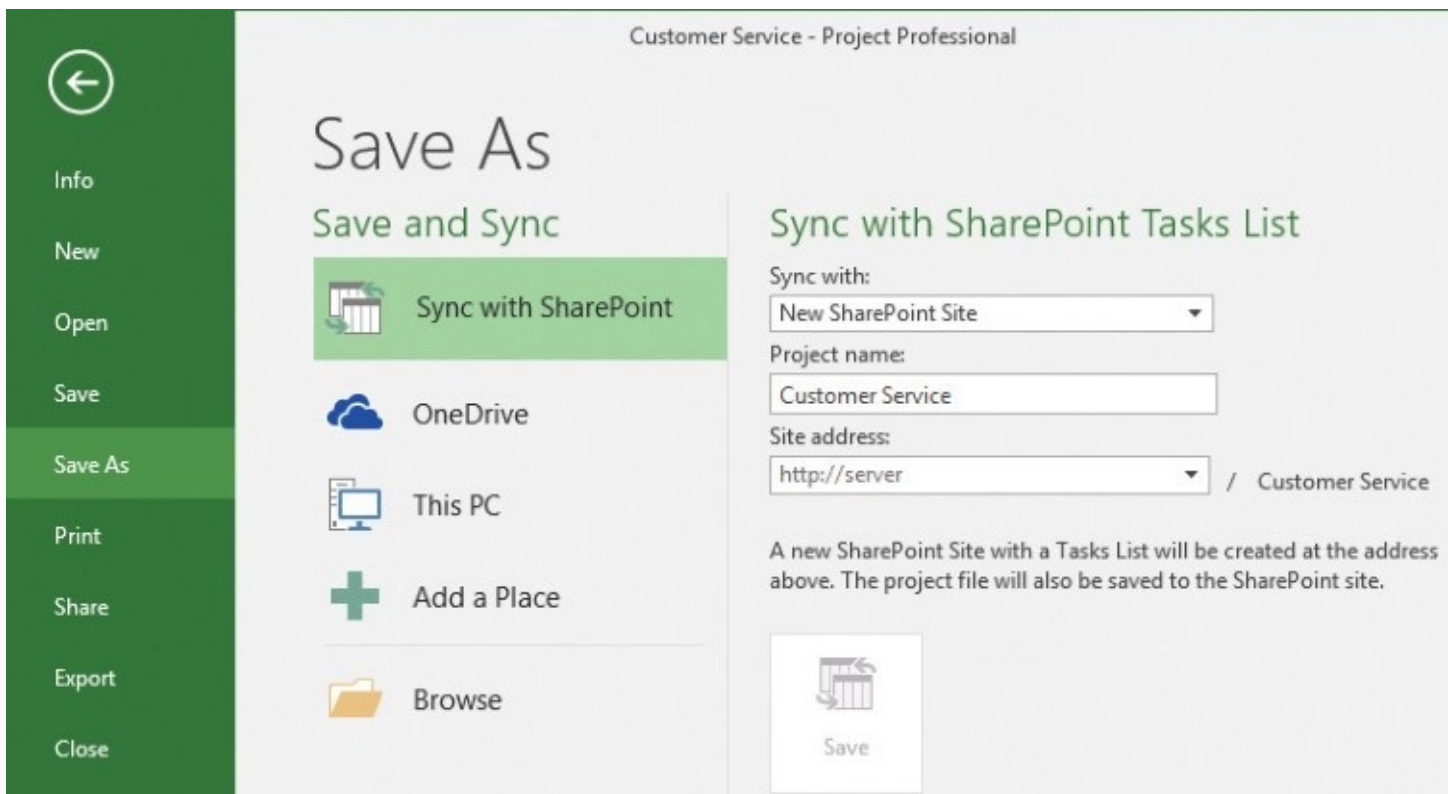 Customer Service - Project Professional
Info
New
Open
Save
Save As
Print
Share
Export
Close
Save As
Save and Sync
Sync with SharePoint
OneDrive
This PC
Add a Place
Browse
Sync with SharePoint Tasks List
Sync with:
New SharePoint Site
Project name:
Customer Service
Site address:
http://server / Customer Service
A new SharePoint Site with a Tasks List will be created at the address
above. The project file will also be saved to the SharePoint site.
Save